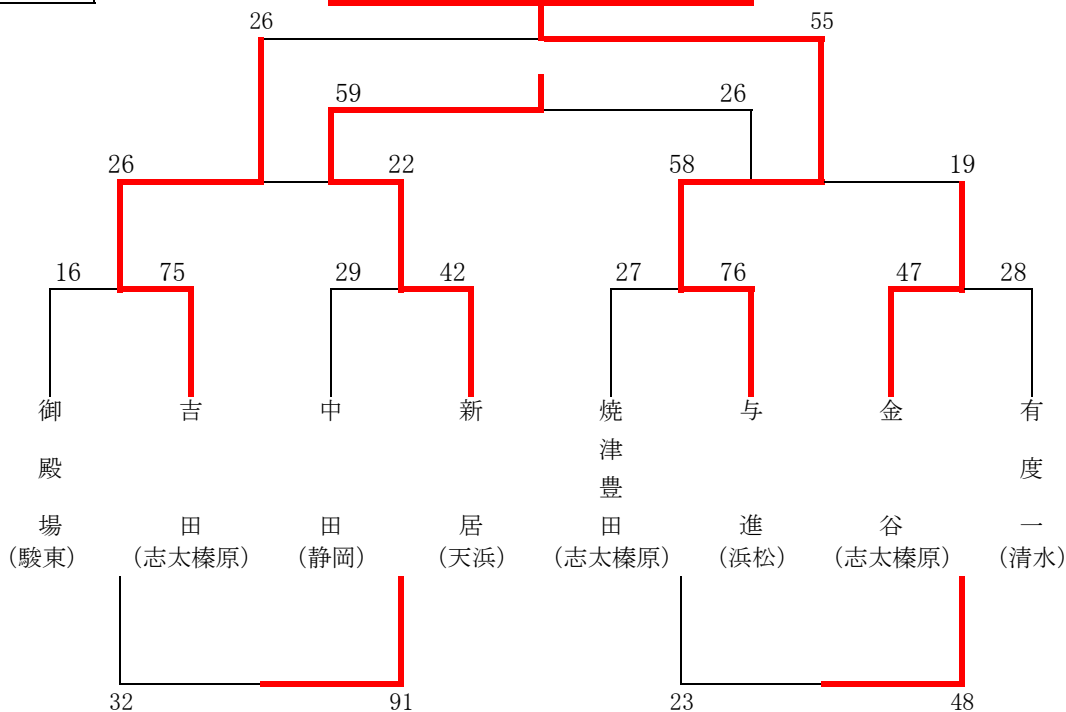 26 55
59 26
26 22 58 19
16 75 29 42 27 76 47 28
御殿場
吉田
中田
新居
焼津豊田
与進
金谷
有度一
（駿東） （志太榛原） （静岡） （天浜） （志太榛原） （浜松） （志太榛原） （清水）
32 91 23 48